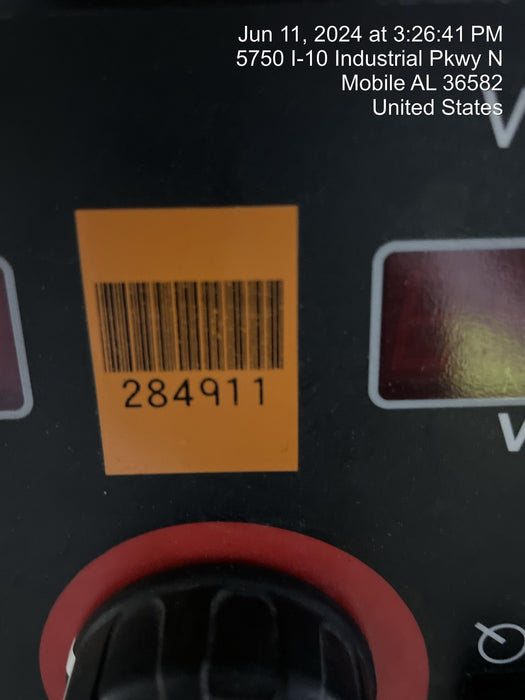 Jun 11, 2024 at 3:26:41 PM
5750 I-10 Industrial Pkwy N
Mobile AL 36582
United States
V
284911
V